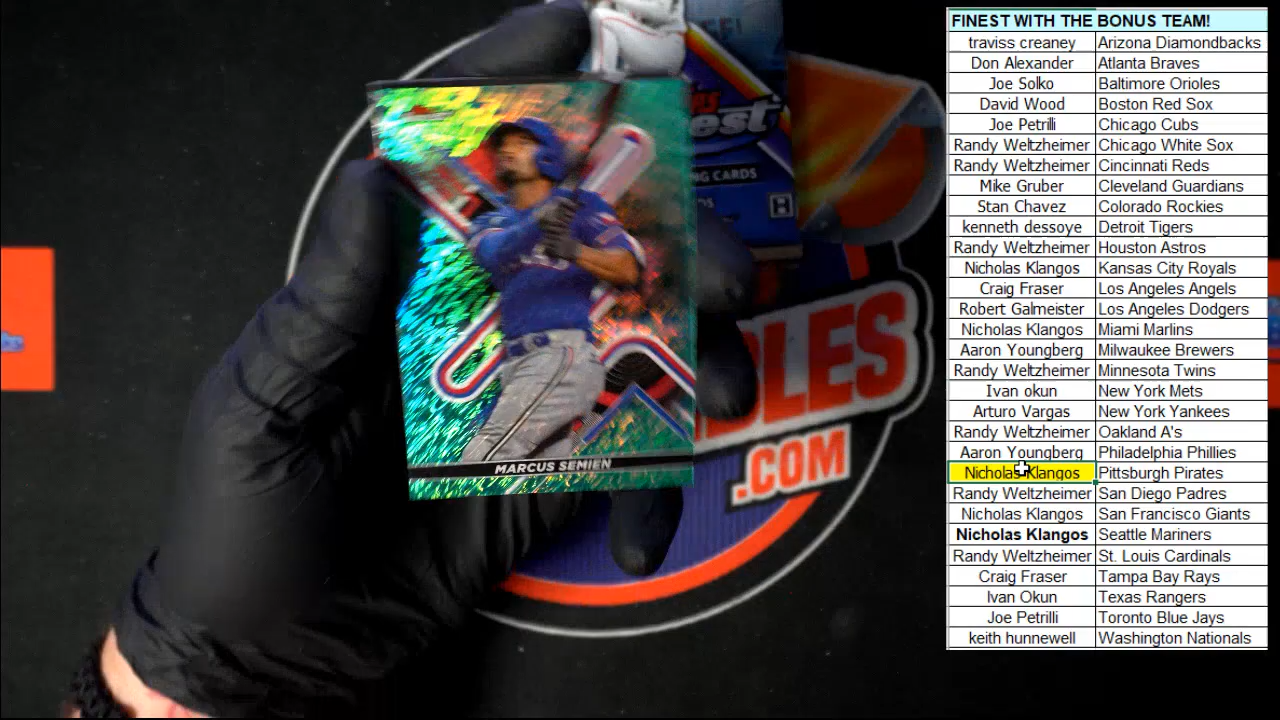 FINEST WITH THE BONUS TEAM!
traviss creaney Arizona Diamondbacks
Don Alexander Atlanta Braves
Joe Solko Baltimore Orioles
David Wood Boston Red Sox
Joe Petrilli Chicago Cubs
Randy Weltzheimer Chicago White Sox
Randy Weltzheimer Cincinnati Reds
Mike Gruber Cleveland Guardians
Stan Chavez Colorado Rockies
kenneth dessoye Detroit Tigers
Randy Weltzheimer Houston Astros
Nicholas Klangos Kansas City Royals
Craig Fraser Los Angeles Angels
Robert Galmeister Los Angeles Dodgers
Nicholas Klangos Miami Marlins
Aaron Youngberg Milwaukee Brewers
Randy Weltzheimer Minnesota Twins
Ivan okun New York Mets
Arturo Vargas New York Yankees
Randy Weltzheimer Oakland A's
Aaron Youngberg Philadelphia Phillies
Nicholas Klangos Pittsburgh Pirates
Randy Weltzheimer San Diego Padres
Nicholas Klangos San Francisco Giants
Nicholas Klangos Seattle Mariners
Randy Weltzheimer St. Louis Cardinals
Craig Fraser Tampa Bay Rays
Ivan Okun Texas Rangers
Joe Petrilli Toronto Blue Jays
keith hunnewell Washington Nationals
MARCUS SEMIEN
CARDS
.COM